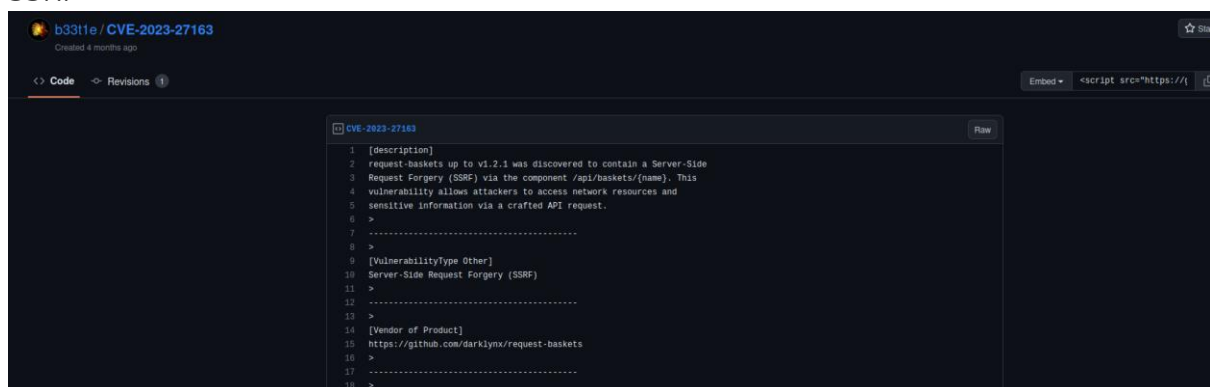 b33t1e / CVE-2023-27163
Created 4 months ago
<> Code
Revisions 1
Embed
<script src="https://
CVE-2023-27163
Raw
1 [description]
2 request-baskets up to v1.2.1 was discovered to contain a Server-Side
3 Request Forgery (SSRF) via the component /api/baskets/{name}. This
4 vulnerability allows attackers to access network resources and
5 sensitive information via a crafted API request.
6 >
7 -----------------------------------------
8 >
9 [VulnerabilityType Other]
10 Server-Side Request Forgery (SSRF)
11 >
12 -----------------------------------------
13 >
14 [Vendor of Product]
15 https://github.com/darklynx/request-baskets
16 >
17 -----------------------------------------
18 >